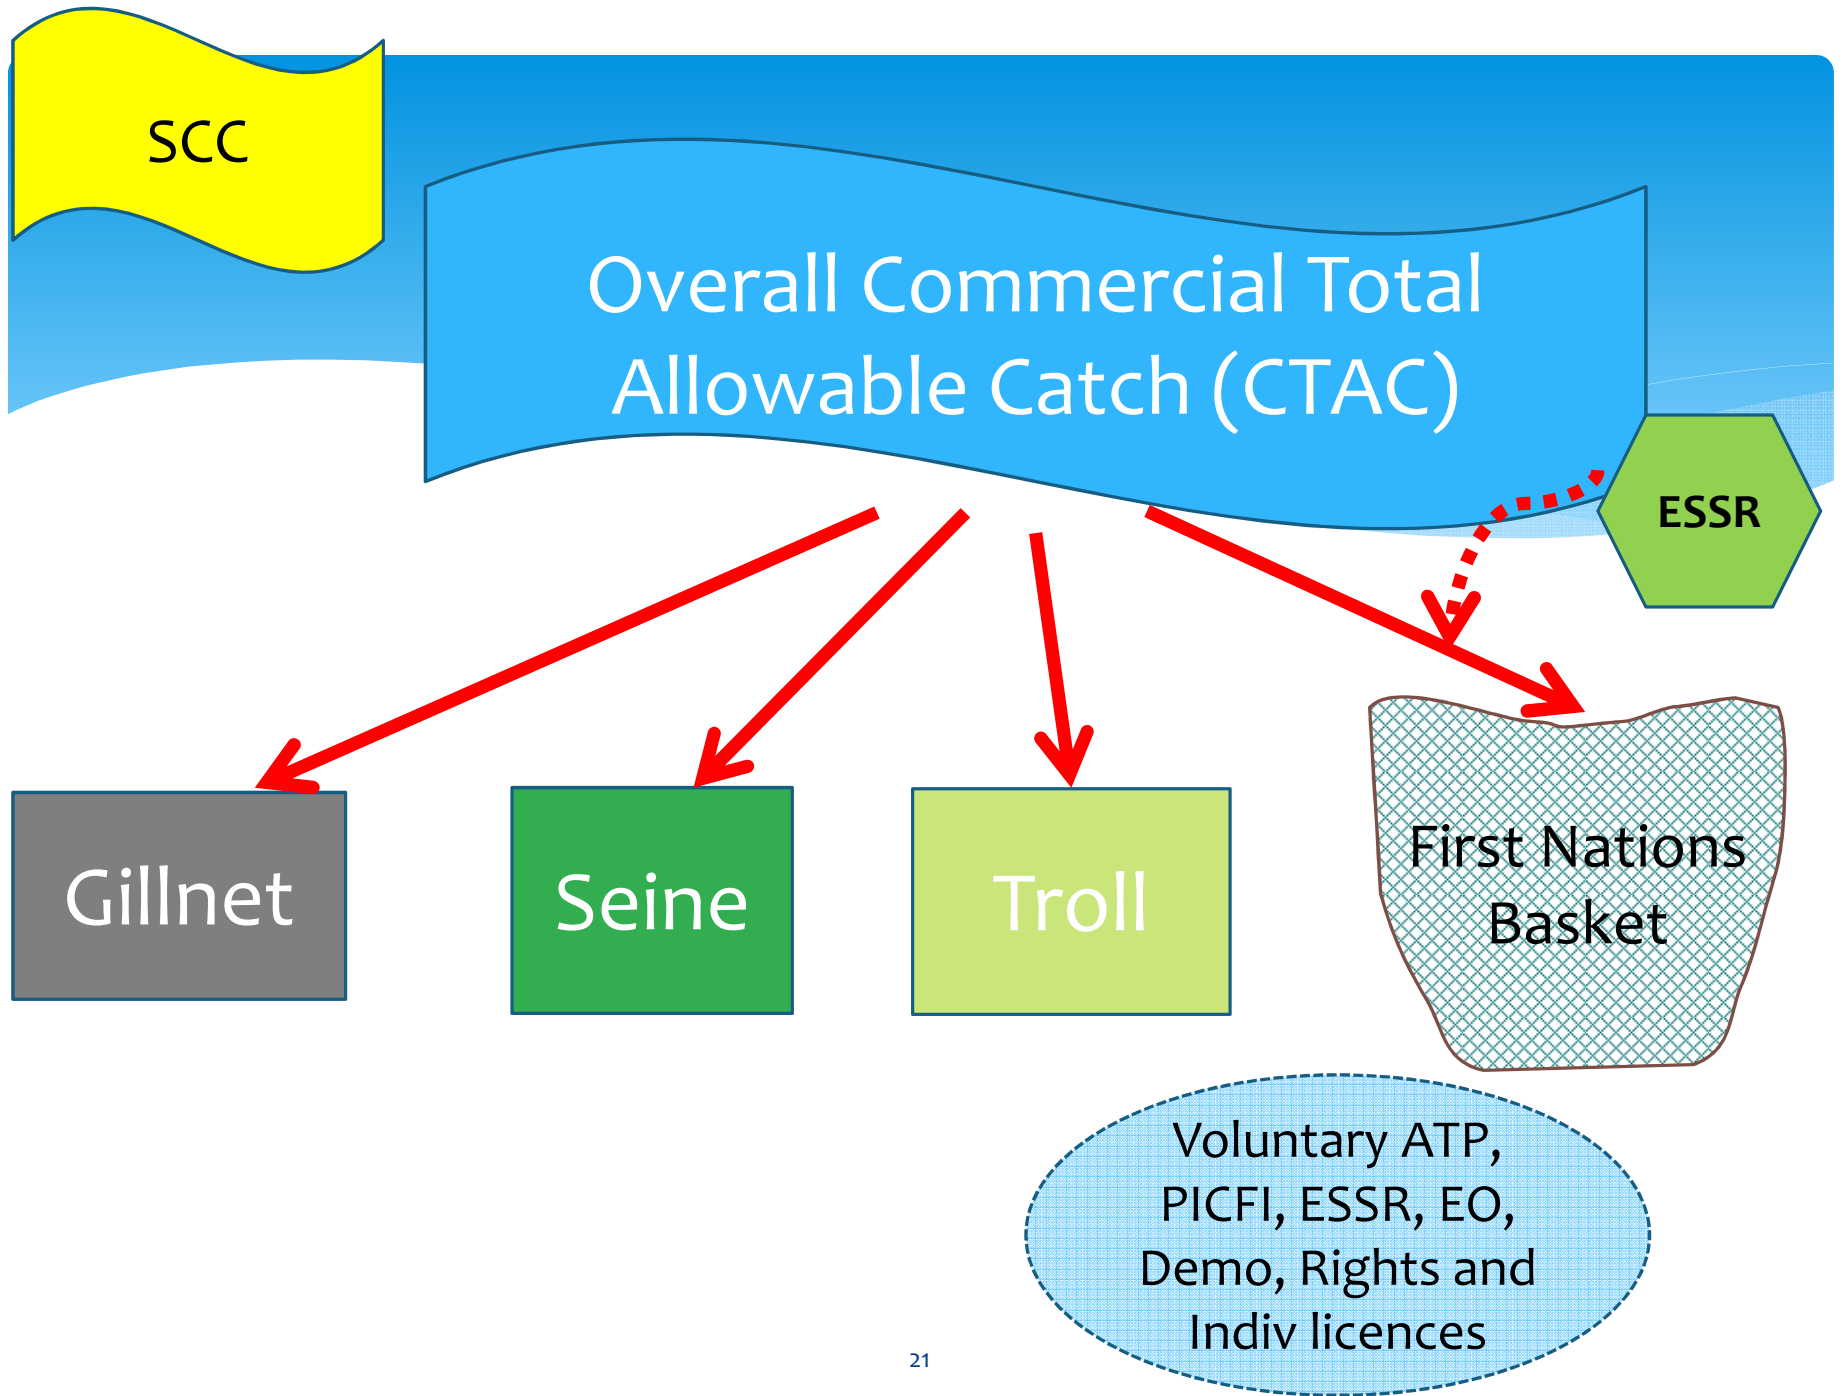 SCC
Overall Commercial Total
Allowable Catch (CTAC)
ESSR
Gillnet
Seine
Troll
First Nations
Basket
Voluntary ATP,
PICFI, ESSR, EO,
Demo, Rights and
Indiv licences
21